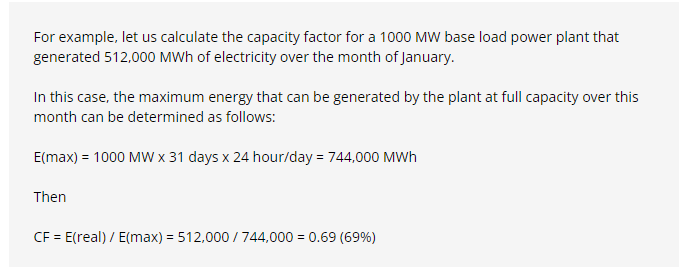 For example, let us calculate the capacity factor for a 1000 MW base load power plant that
generated 512,000 MWh of electricity over the month of January.
In this case, the maximum energy that can be generated by the plant at full capacity over this
month can be determined as follows:
E(max) = 1000 MW x 31 days x 24 hour/day = 744,000 MWh
Then
CF = E(real) / E(max) = 512,000 / 744,000 = 0.69 (69%)